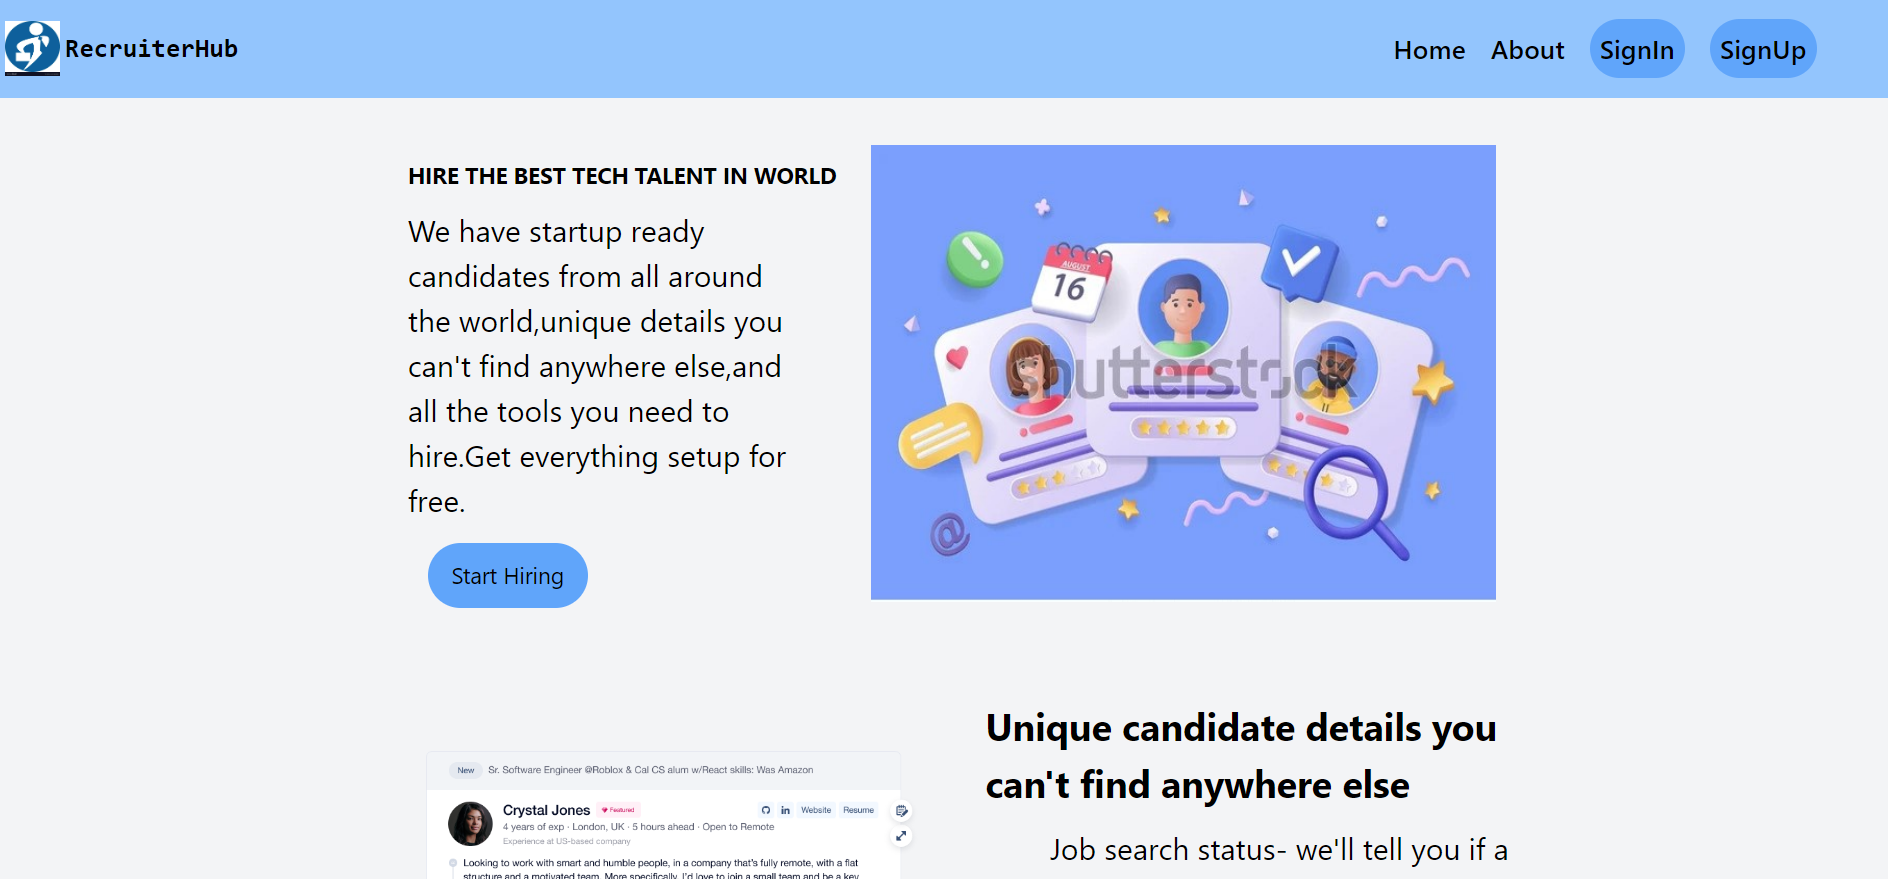 RecruiterHub
Home
About
SignIn
SignUp
HIRE THE BEST TECH TALENT IN WORLD
We have startup ready
candidates from all around
the world,unique details you
can't find anywhere else,and
all the tools you need to
hire.Get everything setup for
free.
Start Hiring
AUGUST
16
shutterstock
@
Unique candidate details you
can't find anywhere else
Job search status- we'll tell you if a
New Sr. Software Engineer @Roblox & Cal CS alum w/React skills: Was Amazon
Crystal Jones Featured
in Website Resume
4 years of exp · London, UK · 5 hours ahead · Open to Remote
Experience at US-based company
Looking to work with smart and humble people, in a company that's fully remote, with a flat
structure and a motivated team. More specifically, I'd love to join a small team and be a key